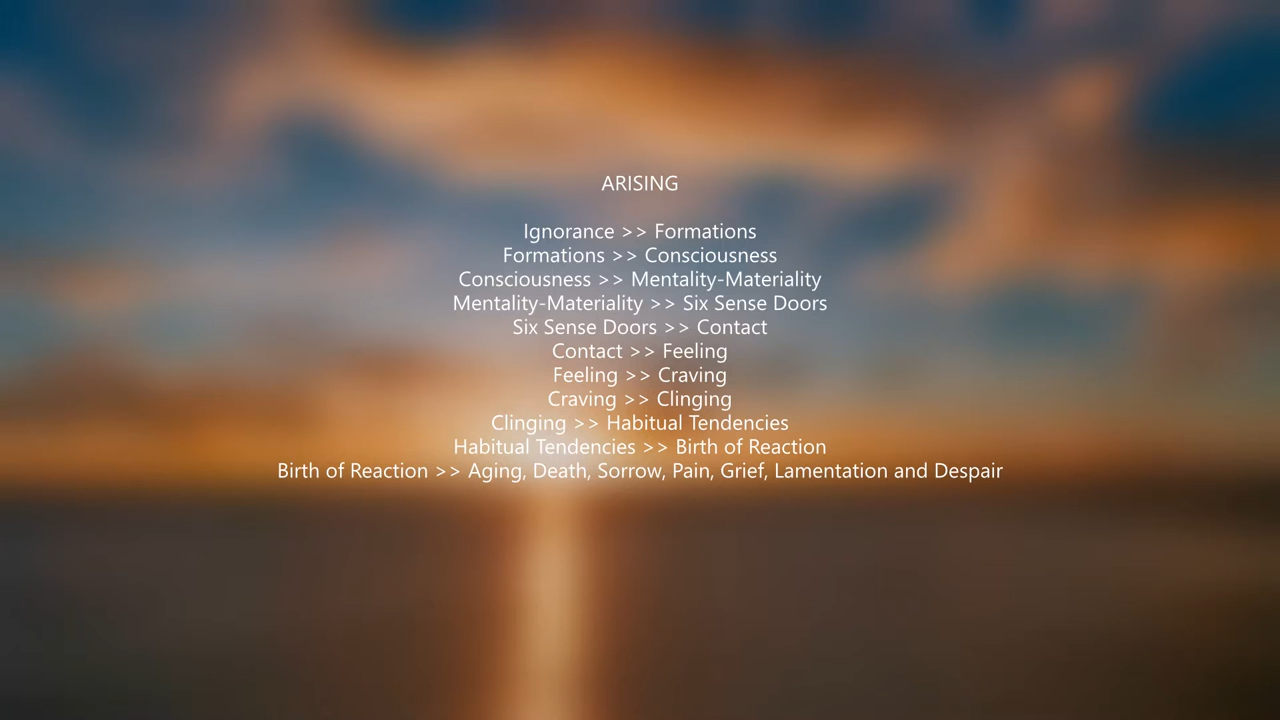 ARISING
Ignorance >> Formations
Formations >> Consciousness
Consciousness >> Mentality-Materiality
Mentality-Materiality >> Six Sense Doors
Six Sense Doors >> Contact
Contact >> Feeling
Feeling >> Craving
Craving >> Clinging
Clinging >> Habitual Tendencies
Habitual Tendencies >> Birth of Reaction
Birth of Reaction >> Aging, Death, Sorrow, Pain, Grief, Lamentation and Despair